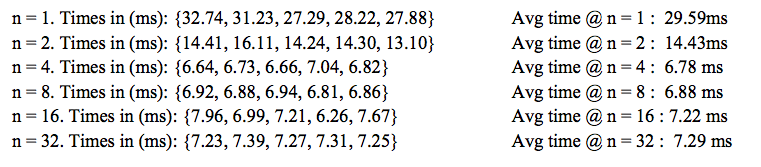 n = 1. Times in (ms): {32.74, 31.23, 27.29, 28.22, 27.88} Avg time @ n = 1 : 29.59ms
n = 2. Times in (ms): {14.41, 16.11, 14.24, 14.30, 13.10} Avg time @ n = 2 : 14.43ms
n = 4. Times in (ms): {6.64, 6.73, 6.66, 7.04, 6.82} Avg time @ n = 4 : 6.78 ms
n = 8. Times in (ms): {6.92, 6.88, 6.94, 6.81, 6.86} Avg time @ n = 8 : 6.88 ms
n = 16. Times in (ms): {7.96, 6.99, 7.21, 6.26, 7.67} Avg time @ n = 16 : 7.22 ms
n = 32. Times in (ms): {7.23, 7.39, 7.27, 7.31, 7.25} Avg time @ n = 32 : 7.29 ms